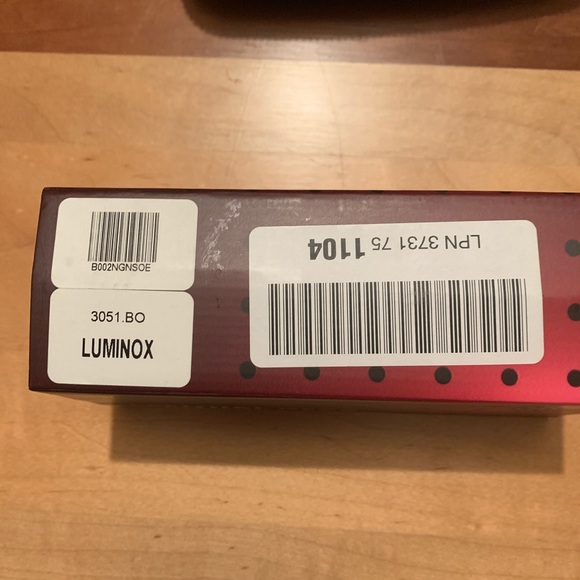 B002NGNSOE
3051.BO
LUMINOX
LPN 3731 75 1104